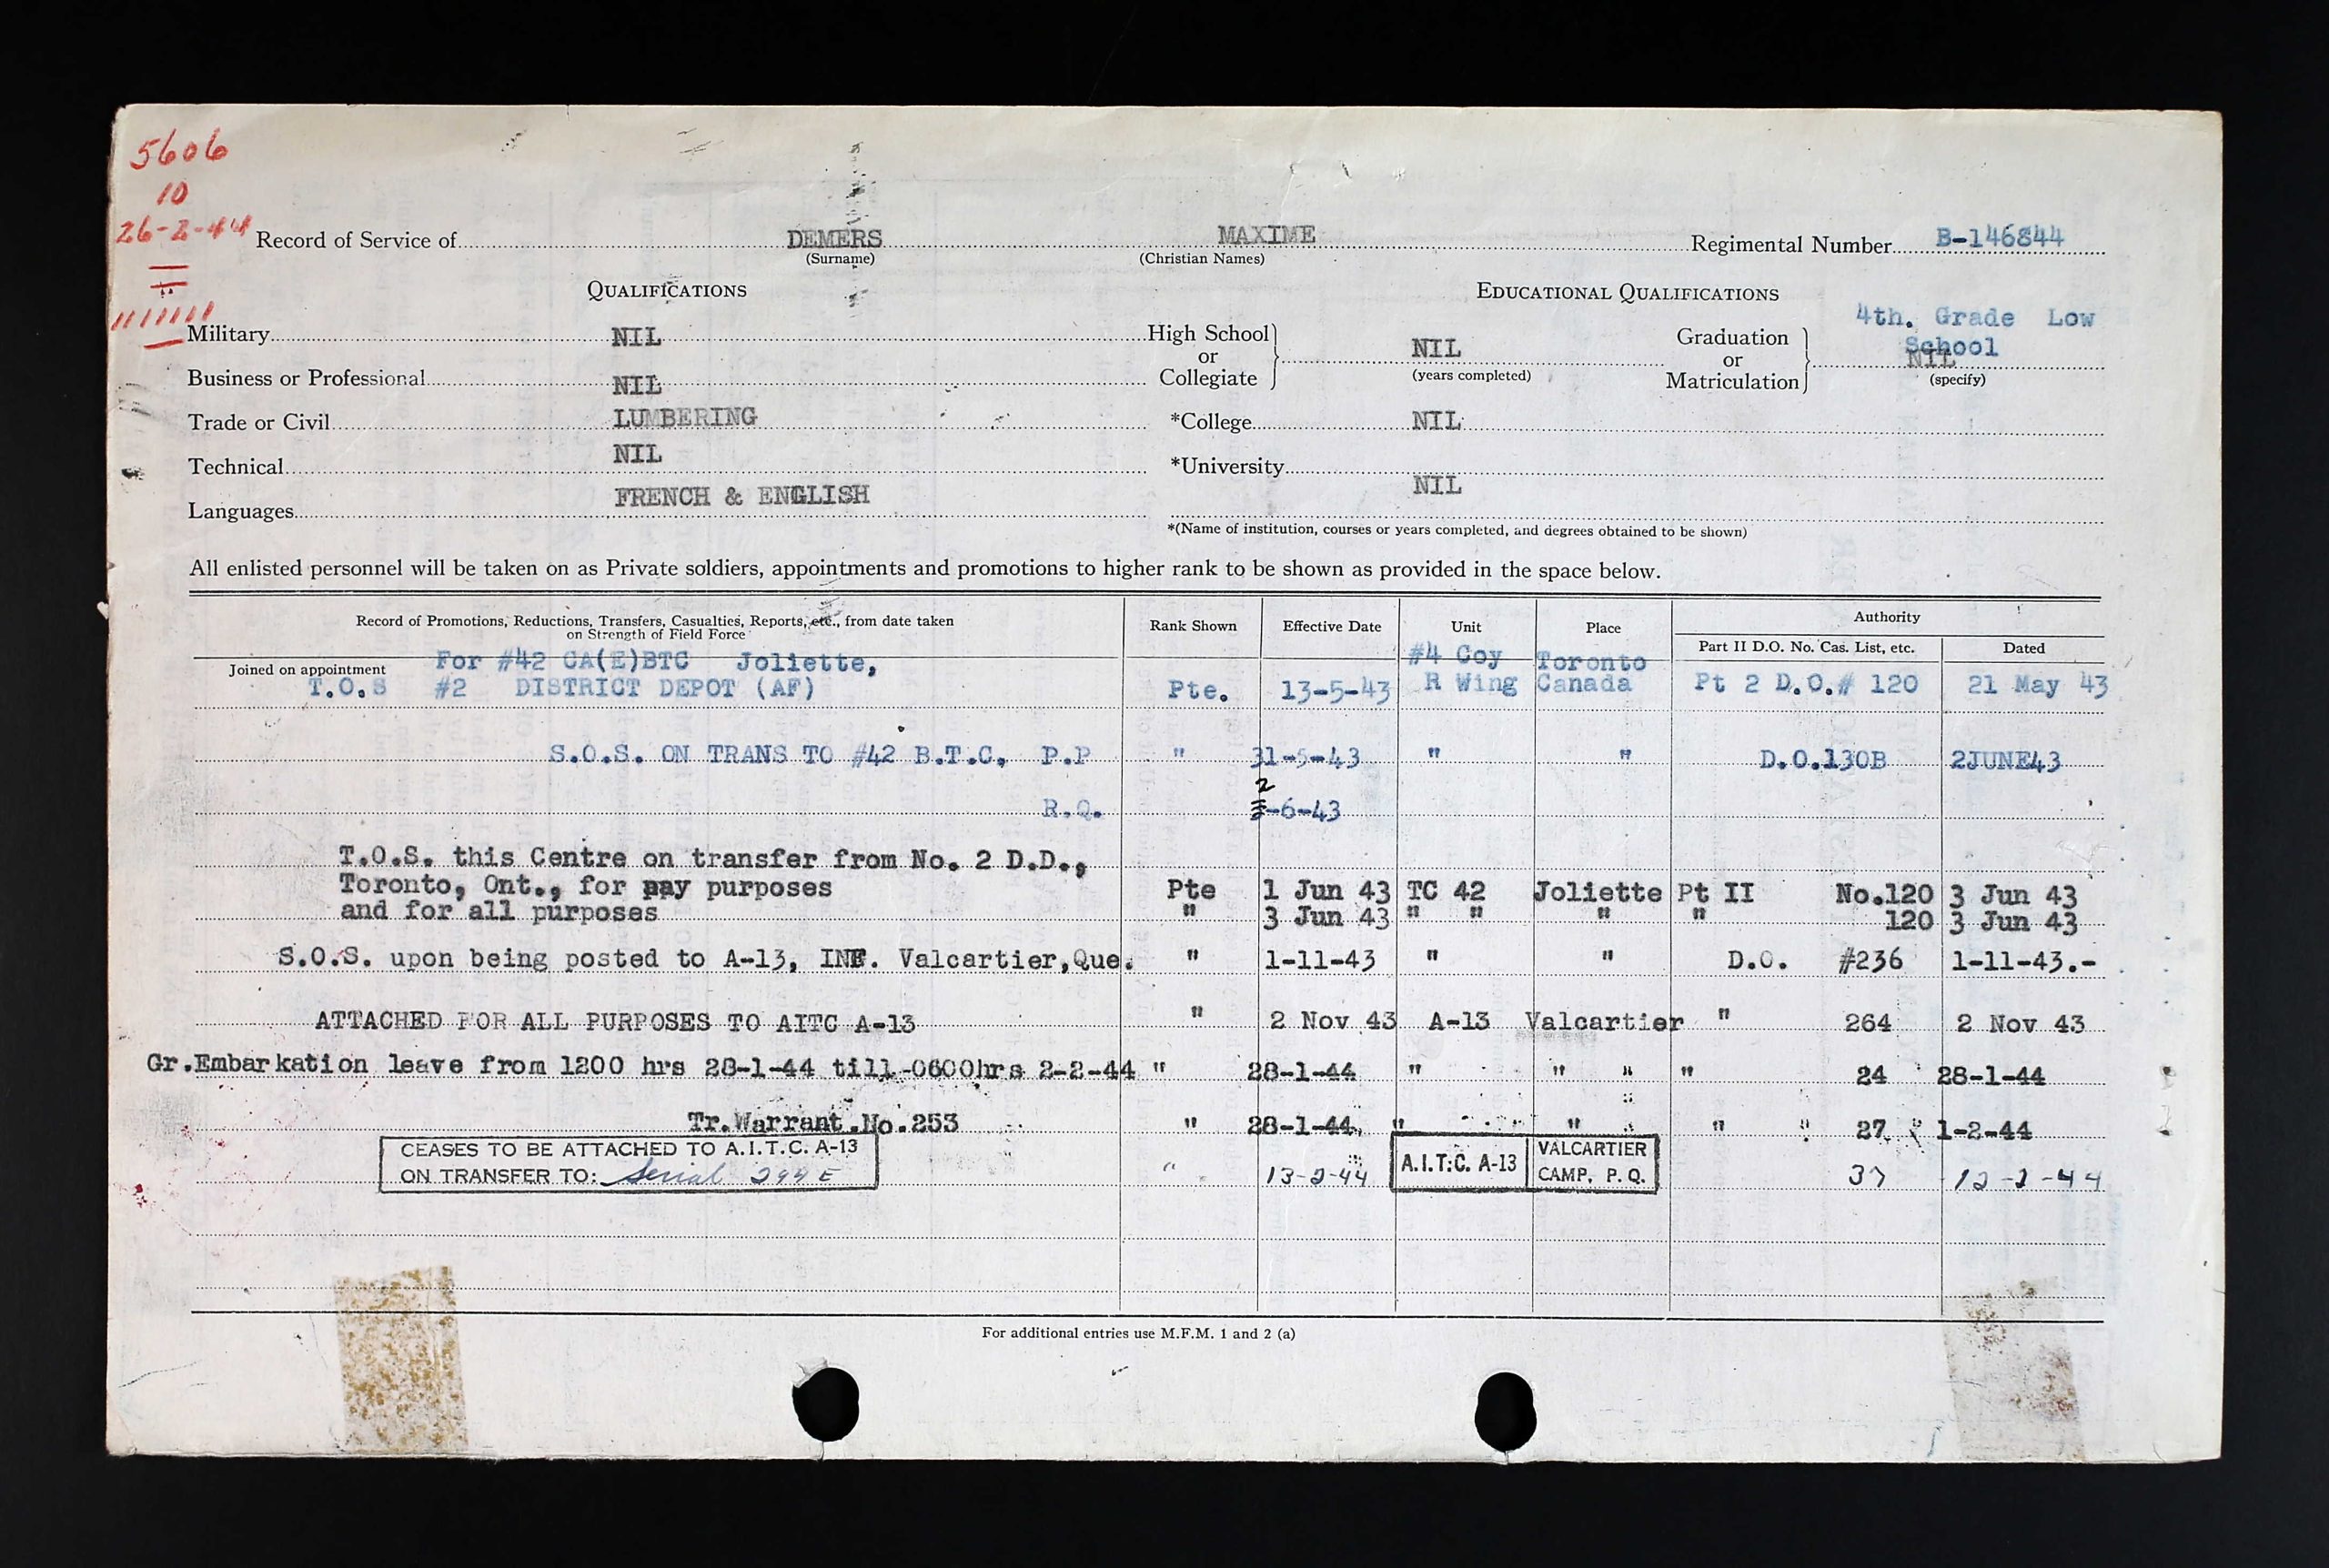 5606
10
26-2-44
Record of Service of DEMERS MAXIME Regimental Number B-146844
(Surname) (Christian Names)
QUALIFICATIONS EDUCATIONAL QUALIFICATIONS
Military NIL
Business or Professional NIL
Trade or Civil LUMBERING
Technical NIL
Languages FRENCH & ENGLISH
High School or Collegiate NIL (years completed)
Graduation or Matriculation 4th. Grade Low School NIL (specify)
*College NIL
*University NIL
*(Name of institution, courses or years completed, and degrees obtained to be shown)
All enlisted personnel will be taken on as Private soldiers, appointments and promotions to higher rank to be shown as provided in the space below.
Record of Promotions, Reductions, Transfers, Casualties, Reports, etc., from date taken on Strength of Field Force Rank Shown Effective Date Unit Place Authority
Part II D.O. No. Cas. List, etc. Dated
Joined on appointment For #42 CA(E)BTC Joliette, #4 Coy Toronto
T.O.S #2 DISTRICT DEPOT (AF) Pte. 13-5-43 R Wing Canada Pt 2 D.O.# 120 21 May 43
S.O.S. ON TRANS TO #42 B.T.C. P.P " 31-5-43 " " D.O.130B 2JUNE43
R.Q. 2-6-43
T.O.S. this Centre on transfer from No. 2 D.D.,
Toronto, Ont., for pay purposes Pte 1 Jun 43 TC 42 Joliette Pt II No.120 3 Jun 43
and for all purposes " 3 Jun 43 " " " " 120 3 Jun 43
S.O.S. upon being posted to A-13, INF. Valcartier, Que. " 1-11-43 " " D.O. #236 1-11-43.-
ATTACHED FOR ALL PURPOSES TO AITC A-13 " 2 Nov 43 A-13 Valcartier " 264 2 Nov 43
Gr.Embarkation leave from 1200 hrs 28-1-44 till 0600hrs 2-2-44 " 28-1-44 " " " " 24 28-1-44
Tr.Warrant.No.253 " 28-1-44 " " " " 27 1-2-44
CEASES TO BE ATTACHED TO A.I.T.C. A-13
ON TRANSFER TO: Serial 299 E " 13-2-44 A.I.T.C. A-13 VALCARTIER CAMP, P.Q. 37 12-2-44
For additional entries use M.F.M. 1 and 2 (a)